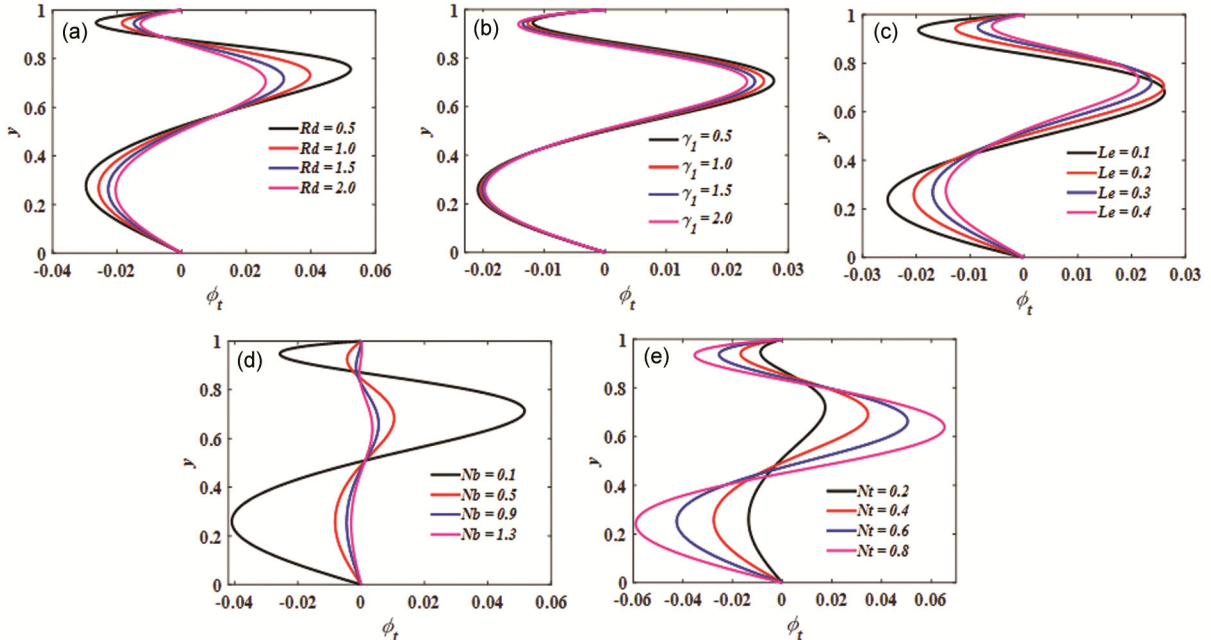 (a)
1
0.8
0.6
0.4
0.2
0
y
Rd = 0.5
Rd = 1.0
Rd = 1.5
Rd = 2.0
-0.04 -0.02 0 0.02 0.04 0.06
ϕt
(b)
1
0.8
0.6
0.4
0.2
0
y
γ1 = 0.5
γ1 = 1.0
γ1 = 1.5
γ1 = 2.0
-0.02 -0.01 0 0.01 0.02 0.03
ϕt
(c)
1
0.8
0.6
0.4
0.2
0
y
Le = 0.1
Le = 0.2
Le = 0.3
Le = 0.4
-0.03 -0.02 -0.01 0 0.01 0.02 0.03
ϕt
(d)
1
0.8
0.6
0.4
0.2
0
y
Nb = 0.1
Nb = 0.5
Nb = 0.9
Nb = 1.3
-0.04 -0.02 0 0.02 0.04 0.06
ϕt
(e)
1
0.8
0.6
0.4
0.2
0
y
Nt = 0.2
Nt = 0.4
Nt = 0.6
Nt = 0.8
-0.06 -0.04 -0.02 0 0.02 0.04 0.06
ϕt